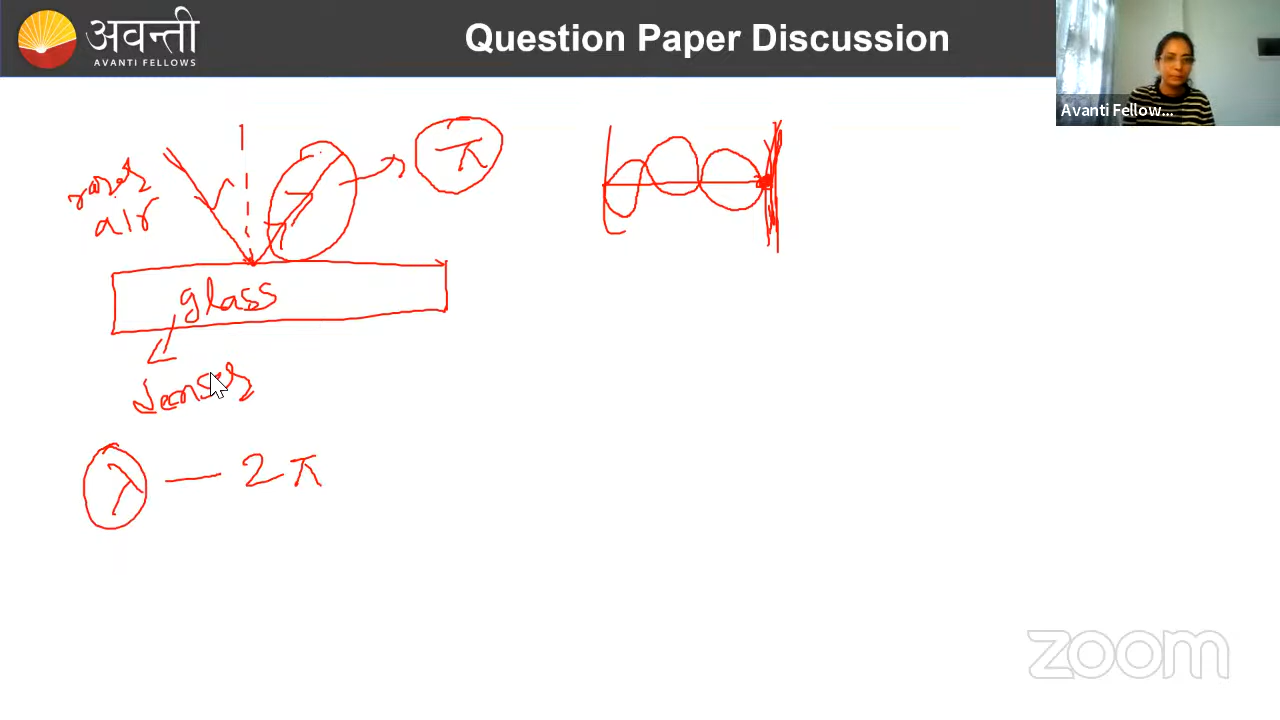 अवन्ती
AVANTI FELLOWS
Question Paper Discussion
Avanti Fellow...
rarer
air
π
glass
denser
λ — 2π
zoom